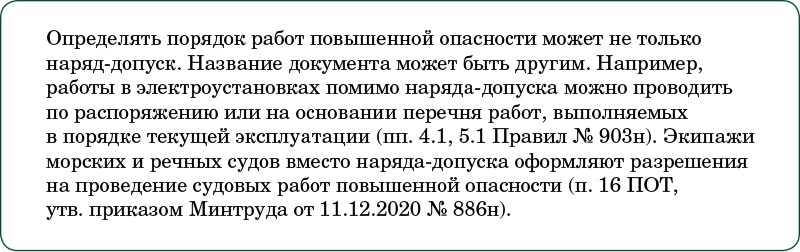 Определять порядок работ повышенной опасности может не только
наряд-допуск. Название документа может быть другим. Например,
работы в электроустановках помимо наряда-допуска можно проводить
по распоряжению или на основании перечня работ, выполняемых
в порядке текущей эксплуатации (пп. 4.1, 5.1 Правил № 903н). Экипажи
морских и речных судов вместо наряда-допуска оформляют разрешения
на проведение судовых работ повышенной опасности (п. 16 ПОТ,
утв. приказом Минтруда от 11.12.2020 № 886н).